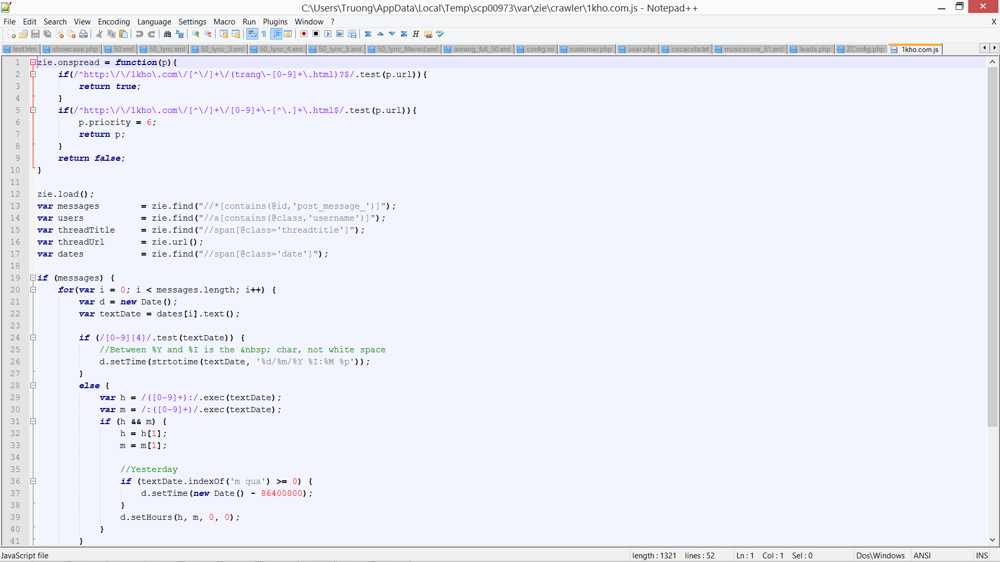 C:\Users\Truong\AppData\Local\Temp\scp00973\var\zie\crawler\1kho.com.js - Notepad++
File Edit Search View Encoding Language Settings Macro Run Plugins Window ? X
test.htm showcase.php 50.xml 50_lyric.xml 50_lyric_3.xml 50_lyric_4.xml 50_lyric_5.xml 50_lyric_filtered.xml arirang_full_50.xml config.ini customer.php user.php cocacola.txt musicscore_51.xml leads.php ZConfig.php 1kho.com.js
1 zie.onspread = function(p){
2 if(/^http:\/\/1kho\.com\/[^\/]+\/(trang\-[0-9]+\.html)?$/.test(p.url)){
3 return true;
4 }
5 if(/^http:\/\/1kho\.com\/[^\/]+\/[0-9]+\-[^\.]+\.html$/.test(p.url)){
6 p.priority = 6;
7 return p;
8 }
9 return false;
10 }
11
12 zie.load();
13 var messages = zie.find("//*[contains(@id,'post_message_')]");
14 var users = zie.find("//a[contains(@class,'username')]");
15 var threadTitle = zie.find("//span[@class='threadtitle']");
16 var threadUrl = zie.url();
17 var dates = zie.find("//span[@class='date']");
18
19 if (messages) {
20 for(var i = 0; i < messages.length; i++) {
21 var d = new Date();
22 var textDate = dates[i].text();
23
24 if (/[0-9]{4}/.test(textDate)) {
25 //Between %Y and %I is the &nbsp; char, not white space
26 d.setTime(strtotime(textDate, '%d/%m/%Y %I:%M %p'));
27 }
28 else {
29 var h = /([0-9]+):/.exec(textDate);
30 var m = /:([0-9]+)/.exec(textDate);
31 if (h && m) {
32 h = h[1];
33 m = m[1];
34
35 //Yesterday
36 if (textDate.indexOf('m qua') >= 0) {
37 d.setTime(new Date() - 86400000);
38 }
39 d.setHours(h, m, 0, 0);
40 }
41 }
JavaScript file length : 1321 lines : 52 Ln : 1 Col : 1 Sel : 0 Dos\Windows ANSI INS